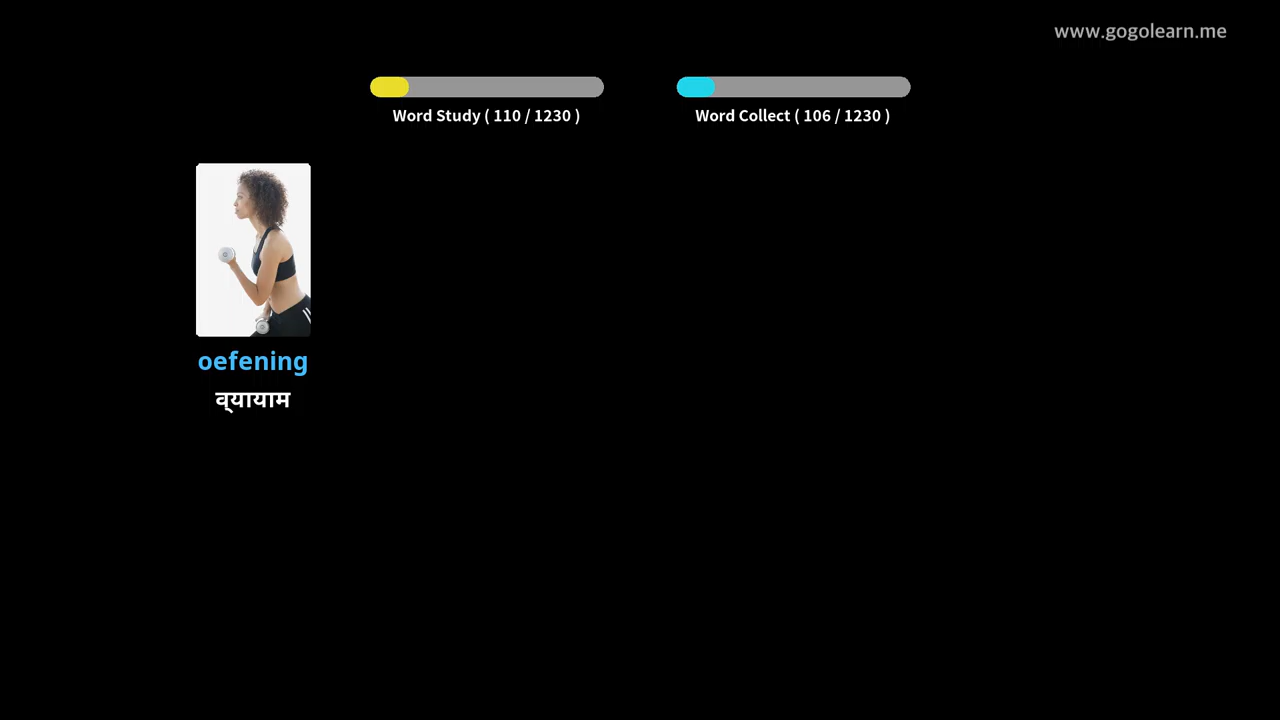 www.gogolearn.me
Word Study ( 110 / 1230 )
Word Collect ( 106 / 1230 )
oefening
व्यायाम